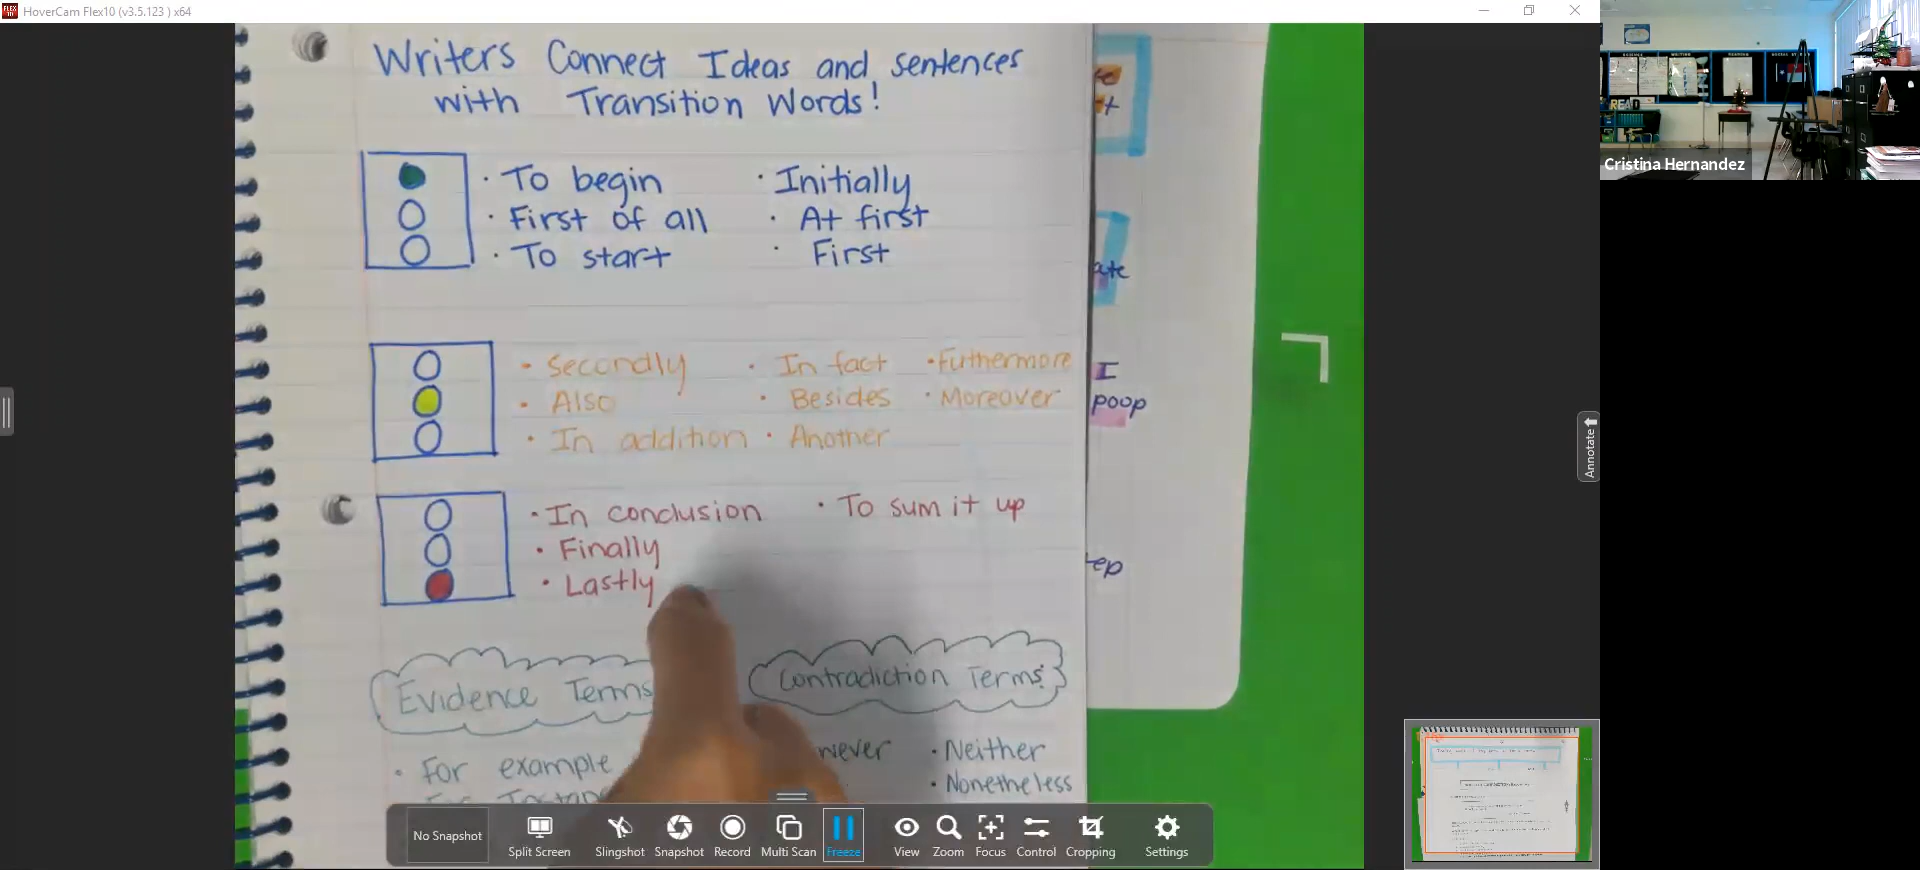 HoverCam Flex10 (v3.5.123 ) x64
Writers Connect Ideas and sentences
with Transition Words!
· To begin · Initially
· First of all · At first
· To start · First
· secondly · In fact · Futhermore
· Also · Besides · Moreover
· In addition · Another
· In conclusion · To sum it up
· Finally
· Lastly
Evidence Terms
Contradiction Terms:
· For example
· Neither
· Nonetheless
I
poop
READ
Cristina Hernandez
Annotate
No Snapshot
Split Screen
Slingshot
Snapshot
Record
Multi Scan
Freeze
View
Zoom
Focus
Control
Cropping
Settings